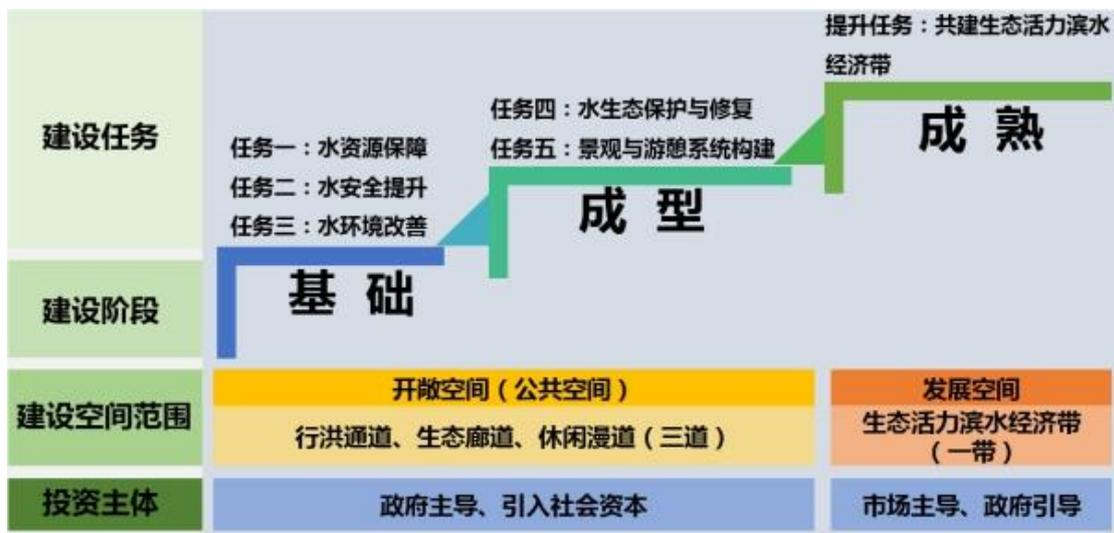 提升任务：共建生态活力滨水
经济带
任务四：水生态保护与修复
任务五：景观与游憩系统构建
任务一：水资源保障
任务二：水安全提升
任务三：水环境改善
建设任务
成熟
成型
基础
建设阶段
建设空间范围
开敞空间（公共空间）
行洪通道、生态廊道、休闲漫道（三道）
发展空间
生态活力滨水经济带
（一带）
投资主体
政府主导、引入社会资本
市场主导、政府引导